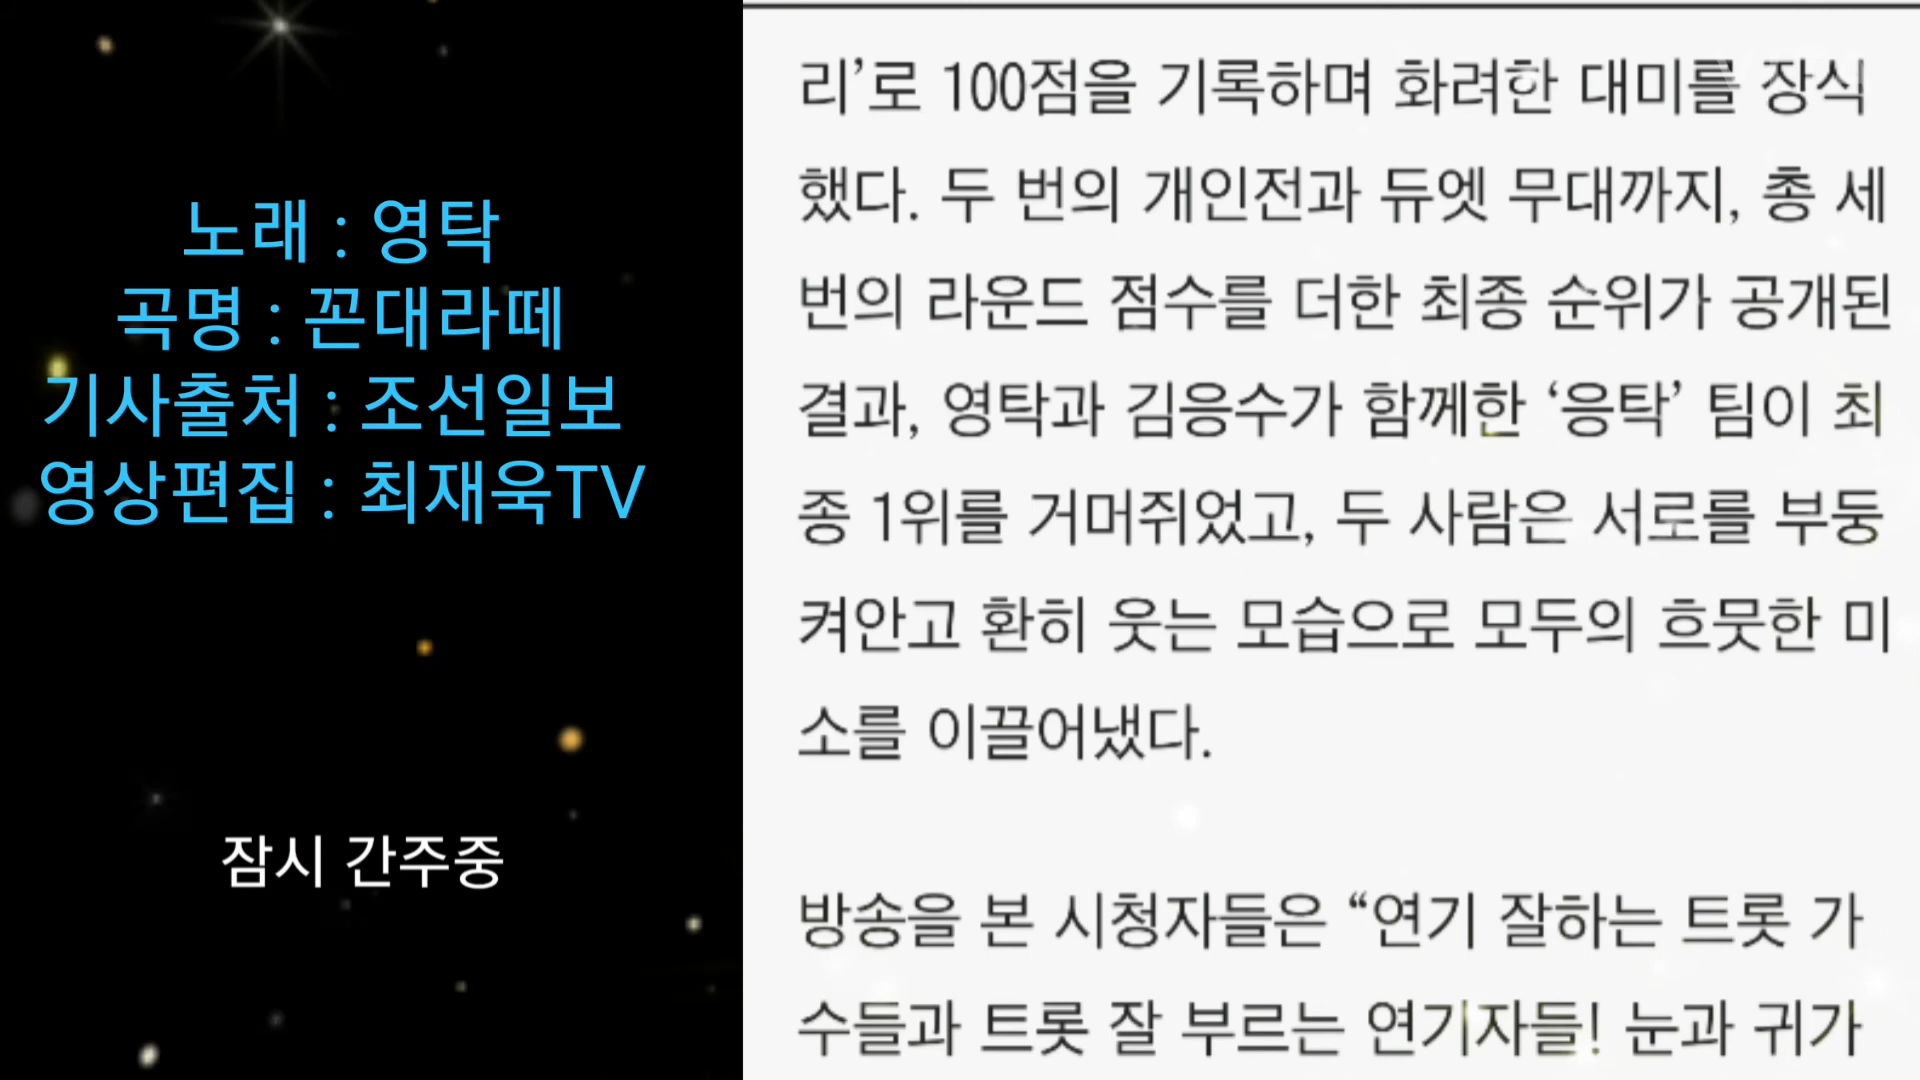 노래 : 영탁
곡명 : 꼰대라떼
기사출처 : 조선일보
영상편집 : 최재욱TV
잠시 간주중
리’로 100점을 기록하며 화려한 대미를 장식
했다. 두 번의 개인전과 듀엣 무대까지, 총 세
번의 라운드 점수를 더한 최종 순위가 공개된
결과, 영탁과 김응수가 함께한 ‘응탁’ 팀이 최
종 1위를 거머쥐었고, 두 사람은 서로를 부둥
켜안고 환히 웃는 모습으로 모두의 흐뭇한 미
소를 이끌어냈다.
방송을 본 시청자들은 “연기 잘하는 트롯 가
수들과 트롯 잘 부르는 연기자들! 눈과 귀가